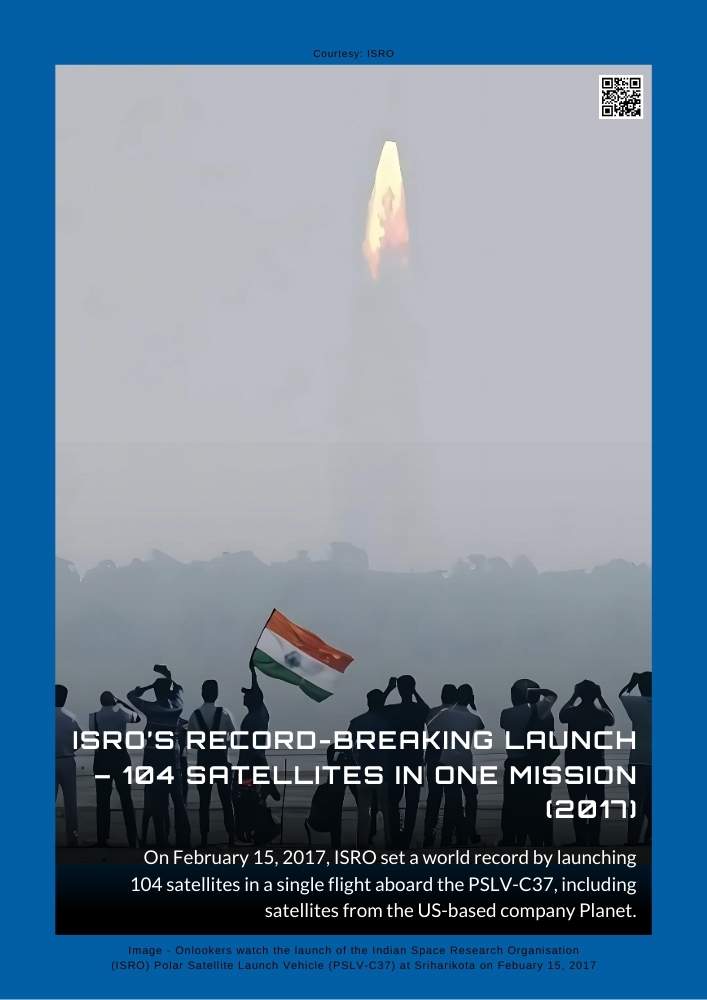 Courtesy: ISRO
ISRO'S RECORD-BREAKING LAUNCH
– 104 SATELLITES IN ONE MISSION
(2017)
On February 15, 2017, ISRO set a world record by launching
104 satellites in a single flight aboard the PSLV-C37, including
satellites from the US-based company Planet.
Image - Onlookers watch the launch of the Indian Space Research Organisation
(ISRO) Polar Satellite Launch Vehicle (PSLV-C37) at Sriharikota on Febuary 15, 2017